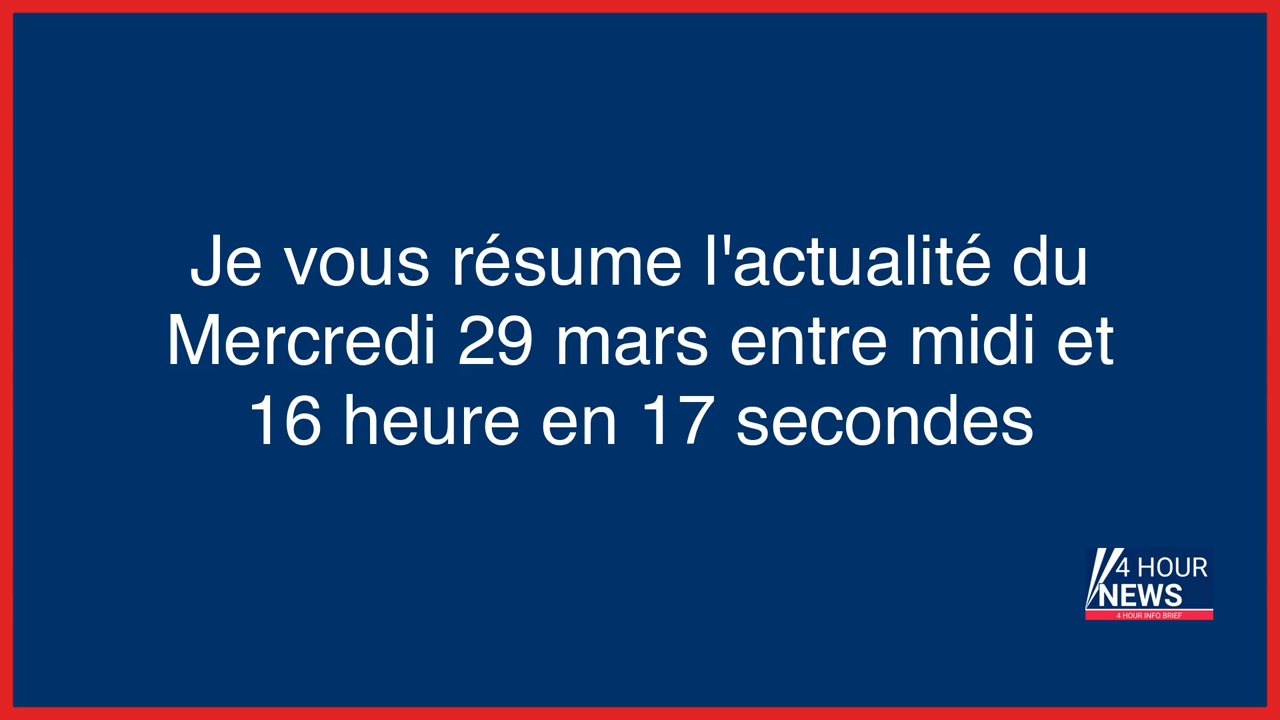 Je vous résume l'actualité du
Mercredi 29 mars entre midi et
16 heure en 17 secondes
4 HOUR
NEWS
4 HOUR INFO BRIEF